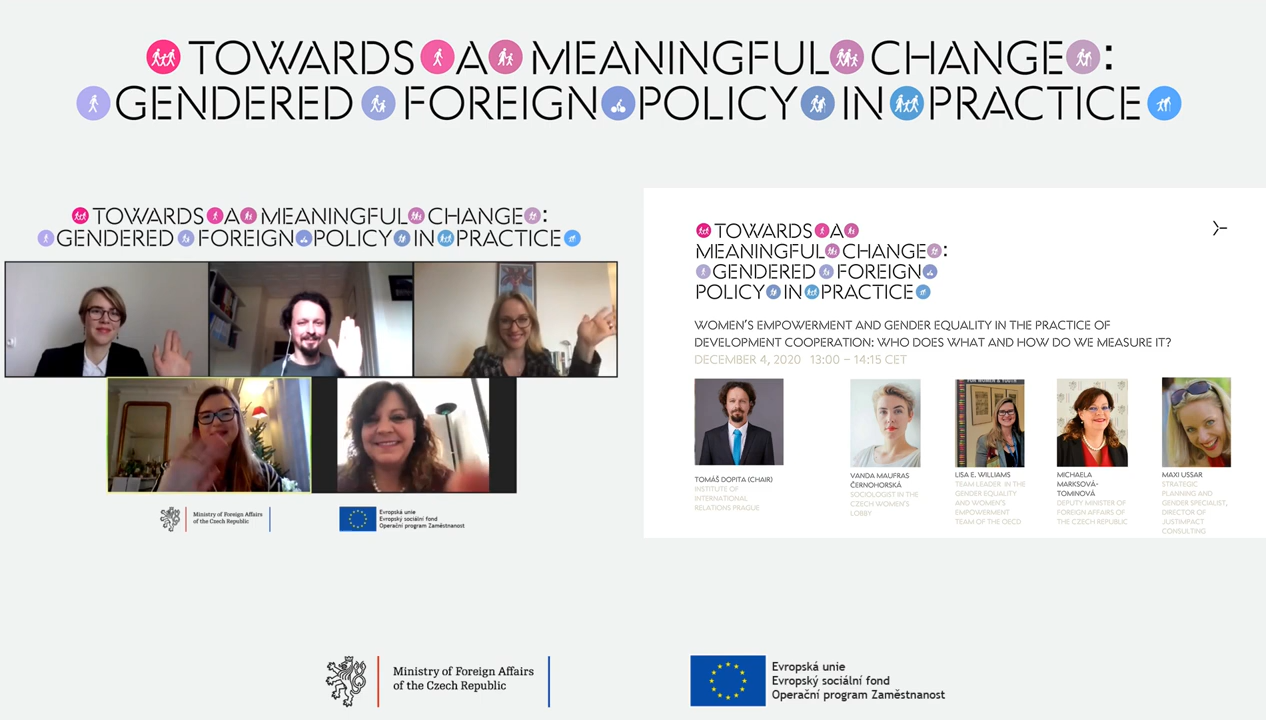 TOWARDS A MEANINGFUL CHANGE:
GENDERED FOREIGN POLICY IN PRACTICE
TOWARDS A MEANINGFUL CHANGE:
GENDERED FOREIGN POLICY IN PRACTICE
Ministry of Foreign Affairs
of the Czech Republic
Evropská unie
Evropský sociální fond
Operační program Zaměstnanost
TOWARDS A
MEANINGFUL CHANGE:
GENDERED FOREIGN
POLICY IN PRACTICE
WOMEN'S EMPOWERMENT AND GENDER EQUALITY IN THE PRACTICE OF
DEVELOPMENT COOPERATION: WHO DOES WHAT AND HOW DO WE MEASURE IT?
DECEMBER 4, 2020 13:00 – 14:15 CET
TOMÁŠ DOPITA (CHAIR)
INSTITUTE OF
INTERNATIONAL
RELATIONS PRAGUE
VANDA MAUFRAS
ČERNOHORSKÁ
SOCIOLOGIST IN THE
CZECH WOMEN'S
LOBBY
FOR WOMEN & YOUTH
LISA E. WILLIAMS
TEAM LEADER IN THE
GENDER EQUALITY
AND WOMEN'S
EMPOWERMENT
TEAM OF THE OECD
MICHAELA
MARKSOVÁ-
TOMINOVÁ
DEPUTY MINISTER OF
FOREIGN AFFAIRS OF
THE CZECH REPUBLIC
MAXI USSAR
STRATEGIC
PLANNING AND
GENDER SPECIALIST,
DIRECTOR OF
JUSTIMPACT
CONSULTING
Ministry of Foreign Affairs
of the Czech Republic
Evropská unie
Evropský sociální fond
Operační program Zaměstnanost